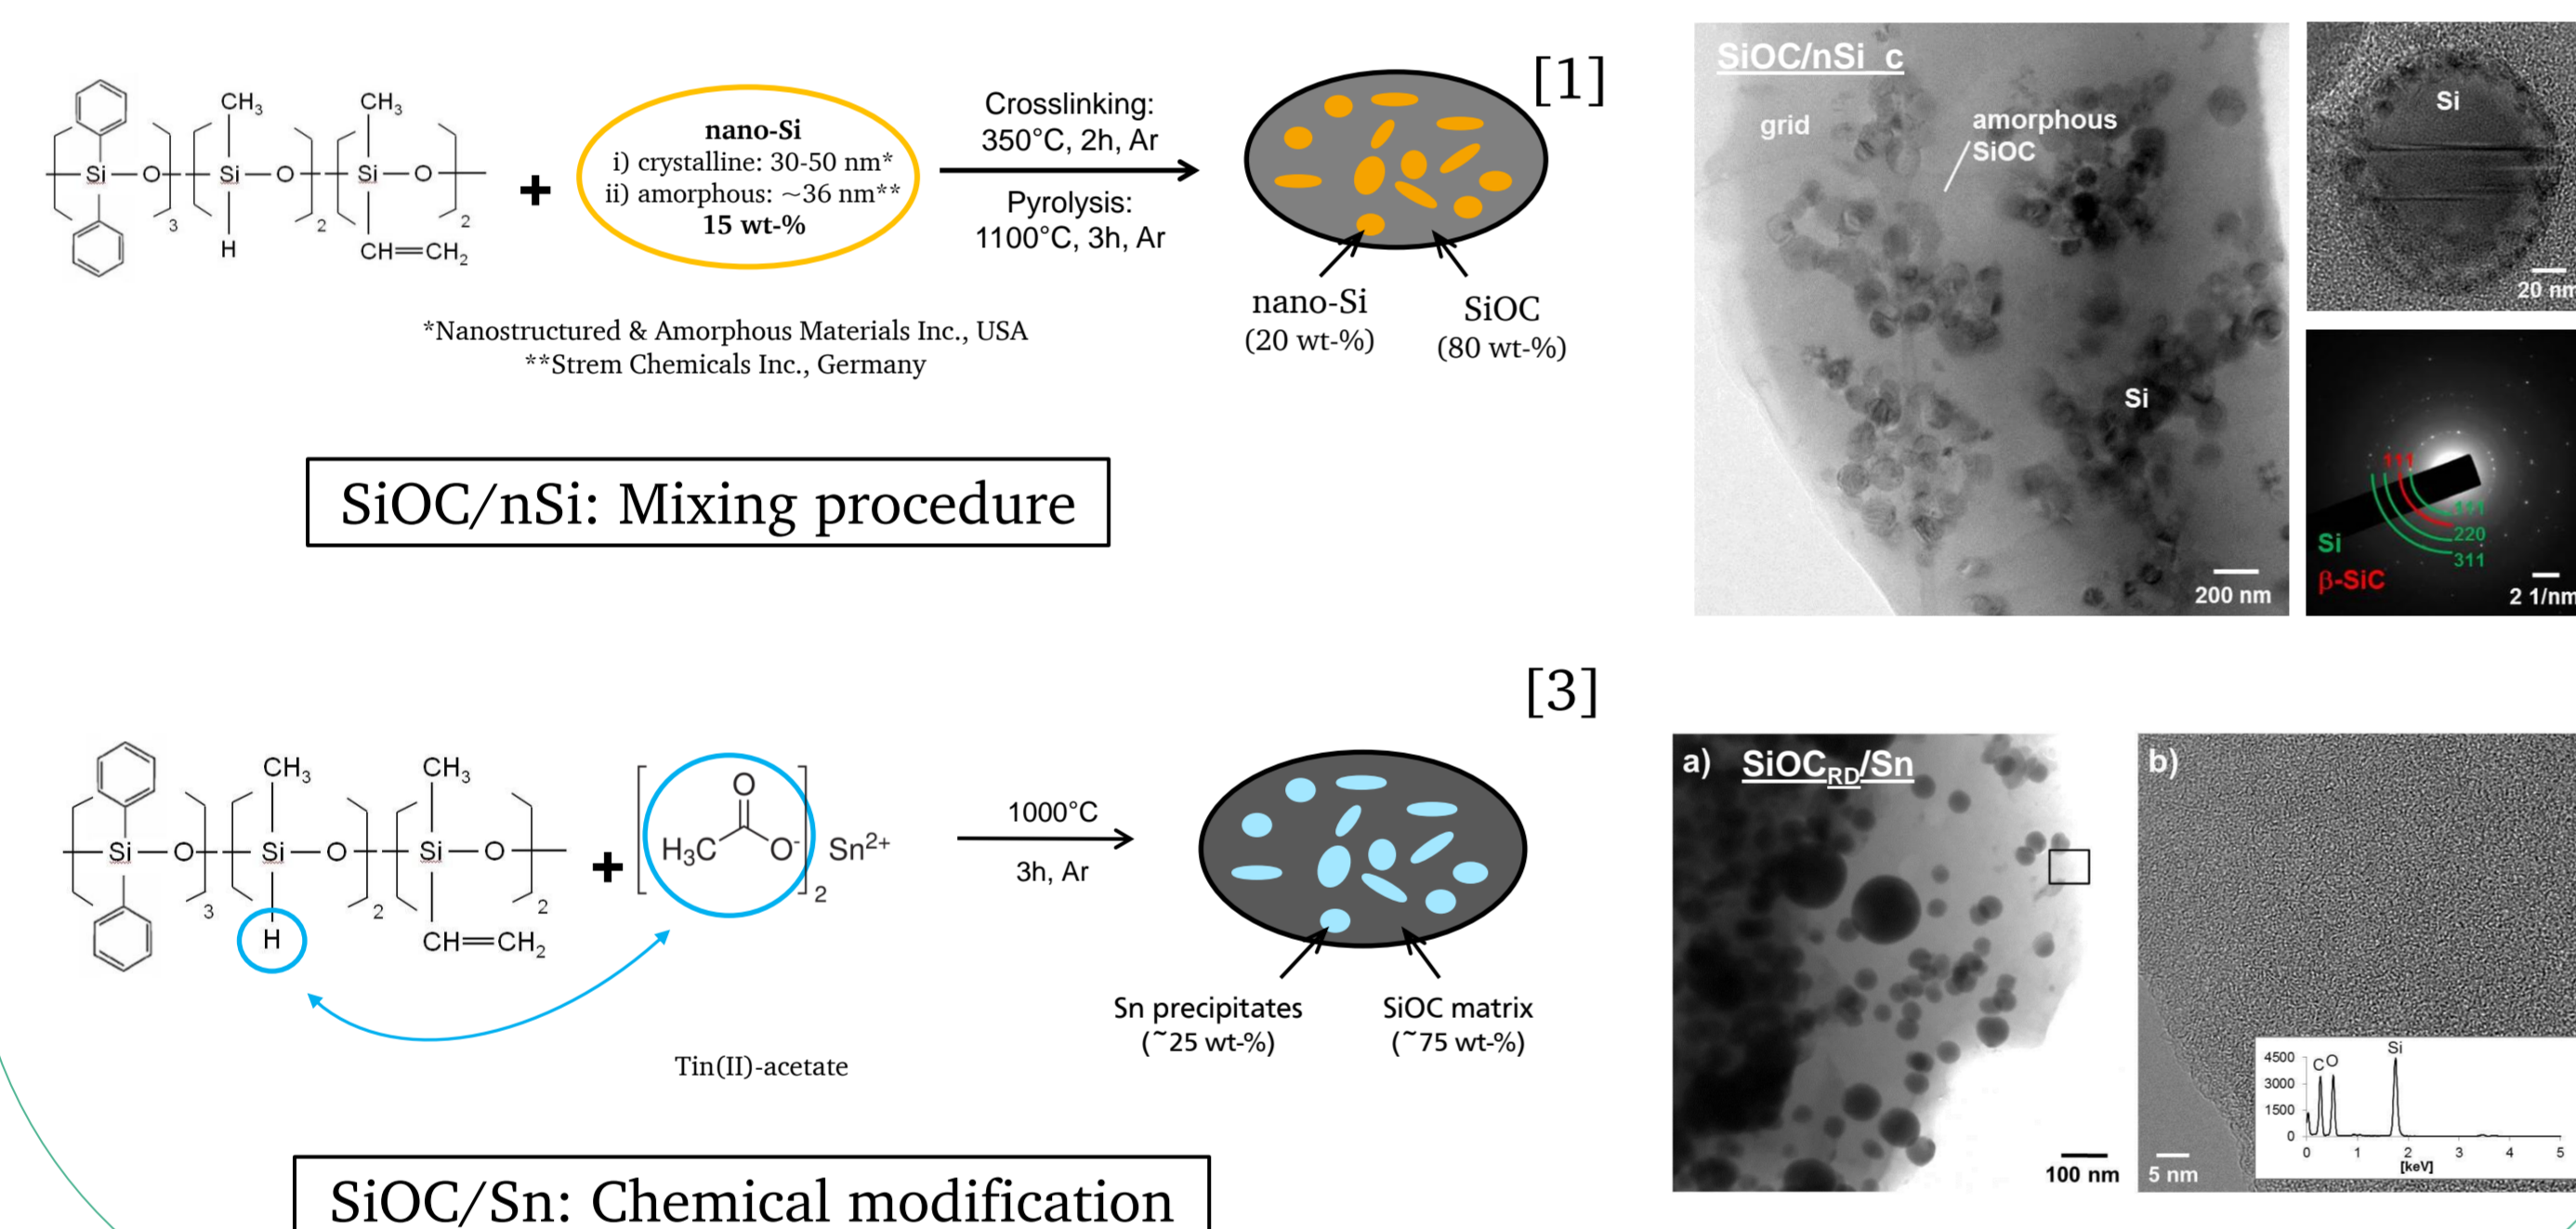 [1]
CH₃
CH₃
Si
O
Si
O
Si
O
3
2
2
H
CH=CH₂
+
nano-Si
i) crystalline: 30-50 nm*
ii) amorphous: ~36 nm**
15 wt-%
Crosslinking:
350°C, 2h, Ar
Pyrolysis:
1100°C, 3h, Ar
nano-Si
(20 wt-%)
SiOC
(80 wt-%)
*Nanostructured & Amorphous Materials Inc., USA
**Strem Chemicals Inc., Germany
SiOC/nSi: Mixing procedure
SiOC/nSi_c
grid
amorphous
SiOC
Si
200 nm
Si
20 nm
111
111
220
311
Si
β-SiC
2 1/nm
[3]
CH₃
CH₃
Si
O
Si
O
Si
O
3
2
2
H
CH=CH₂
+
O
H₃C
O⁻
2
Sn²⁺
1000°C
3h, Ar
Sn precipitates
(~25 wt-%)
SiOC matrix
(~75 wt-%)
Tin(II)-acetate
SiOC/Sn: Chemical modification
a) SiOC_RD/Sn
100 nm
b)
5 nm
4500
3000
1500
0
C O
Si
0 1 2 3 4 5
[keV]